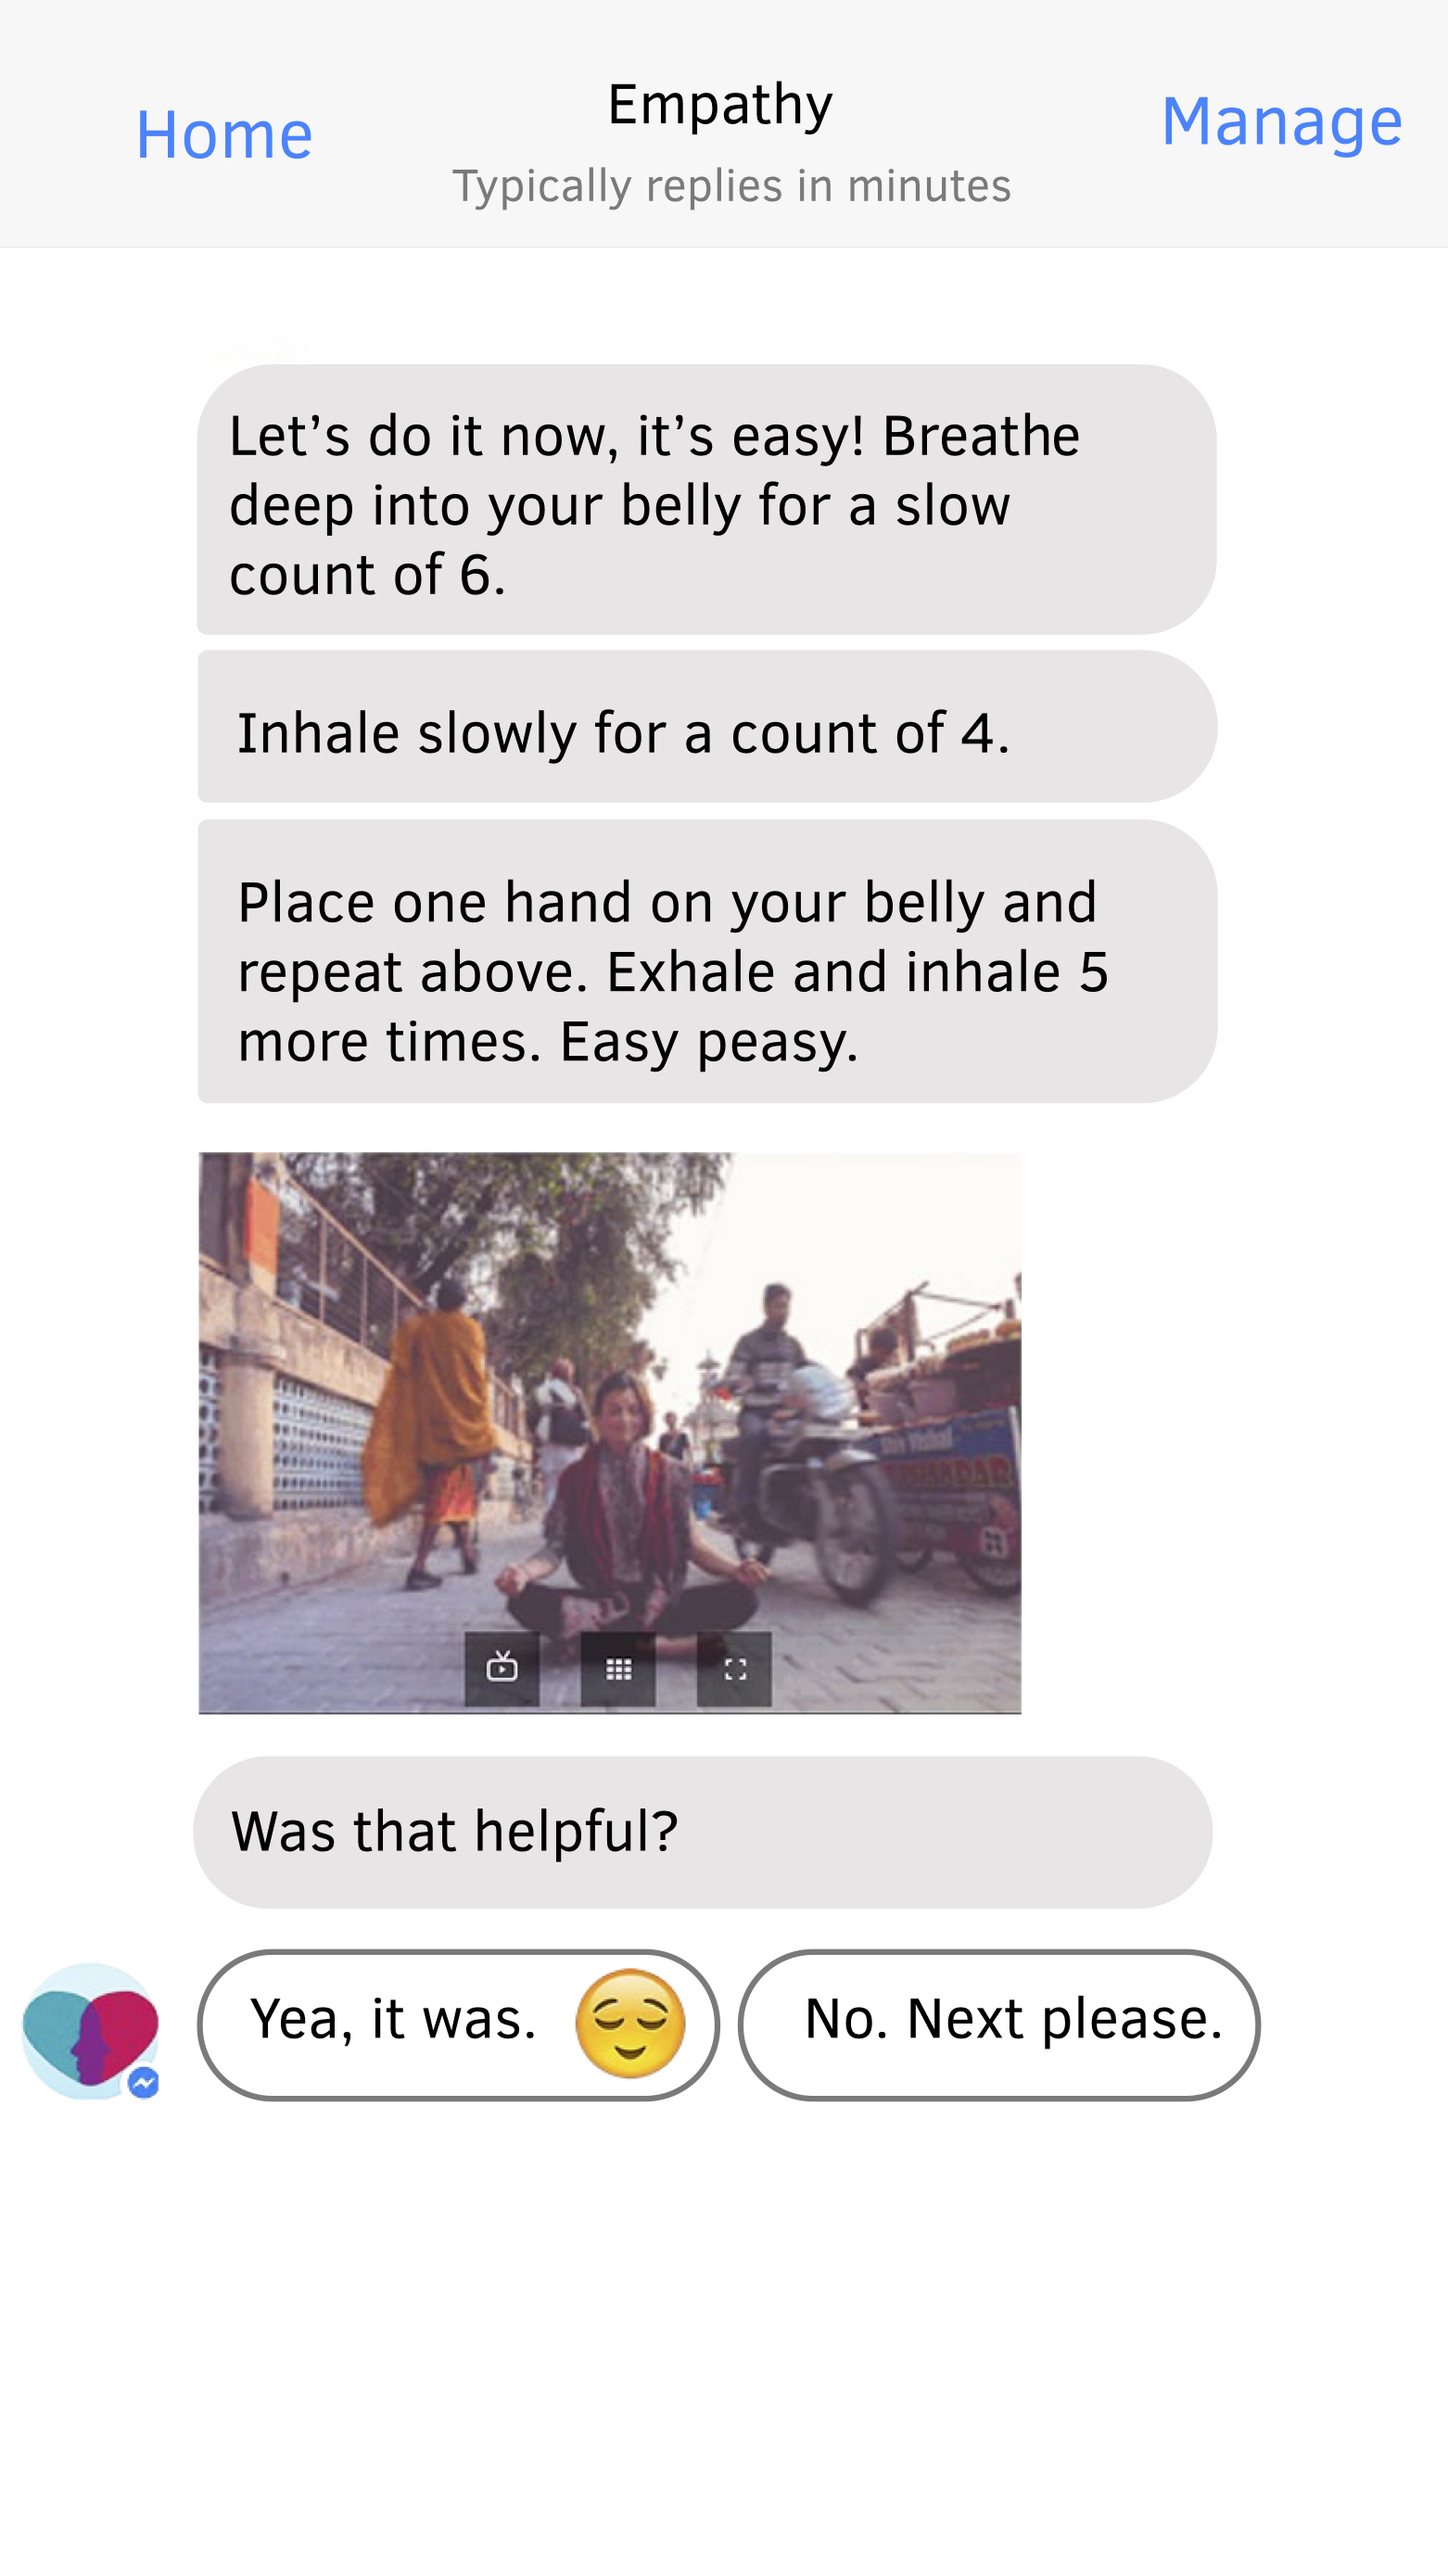 Home
Empathy
Manage
Typically replies in minutes
Let’s do it now, it’s easy! Breathe
deep into your belly for a slow
count of 6.
Inhale slowly for a count of 4.
Place one hand on your belly and
repeat above. Exhale and inhale 5
more times. Easy peasy.
Was that helpful?
Yea, it was.
No. Next please.